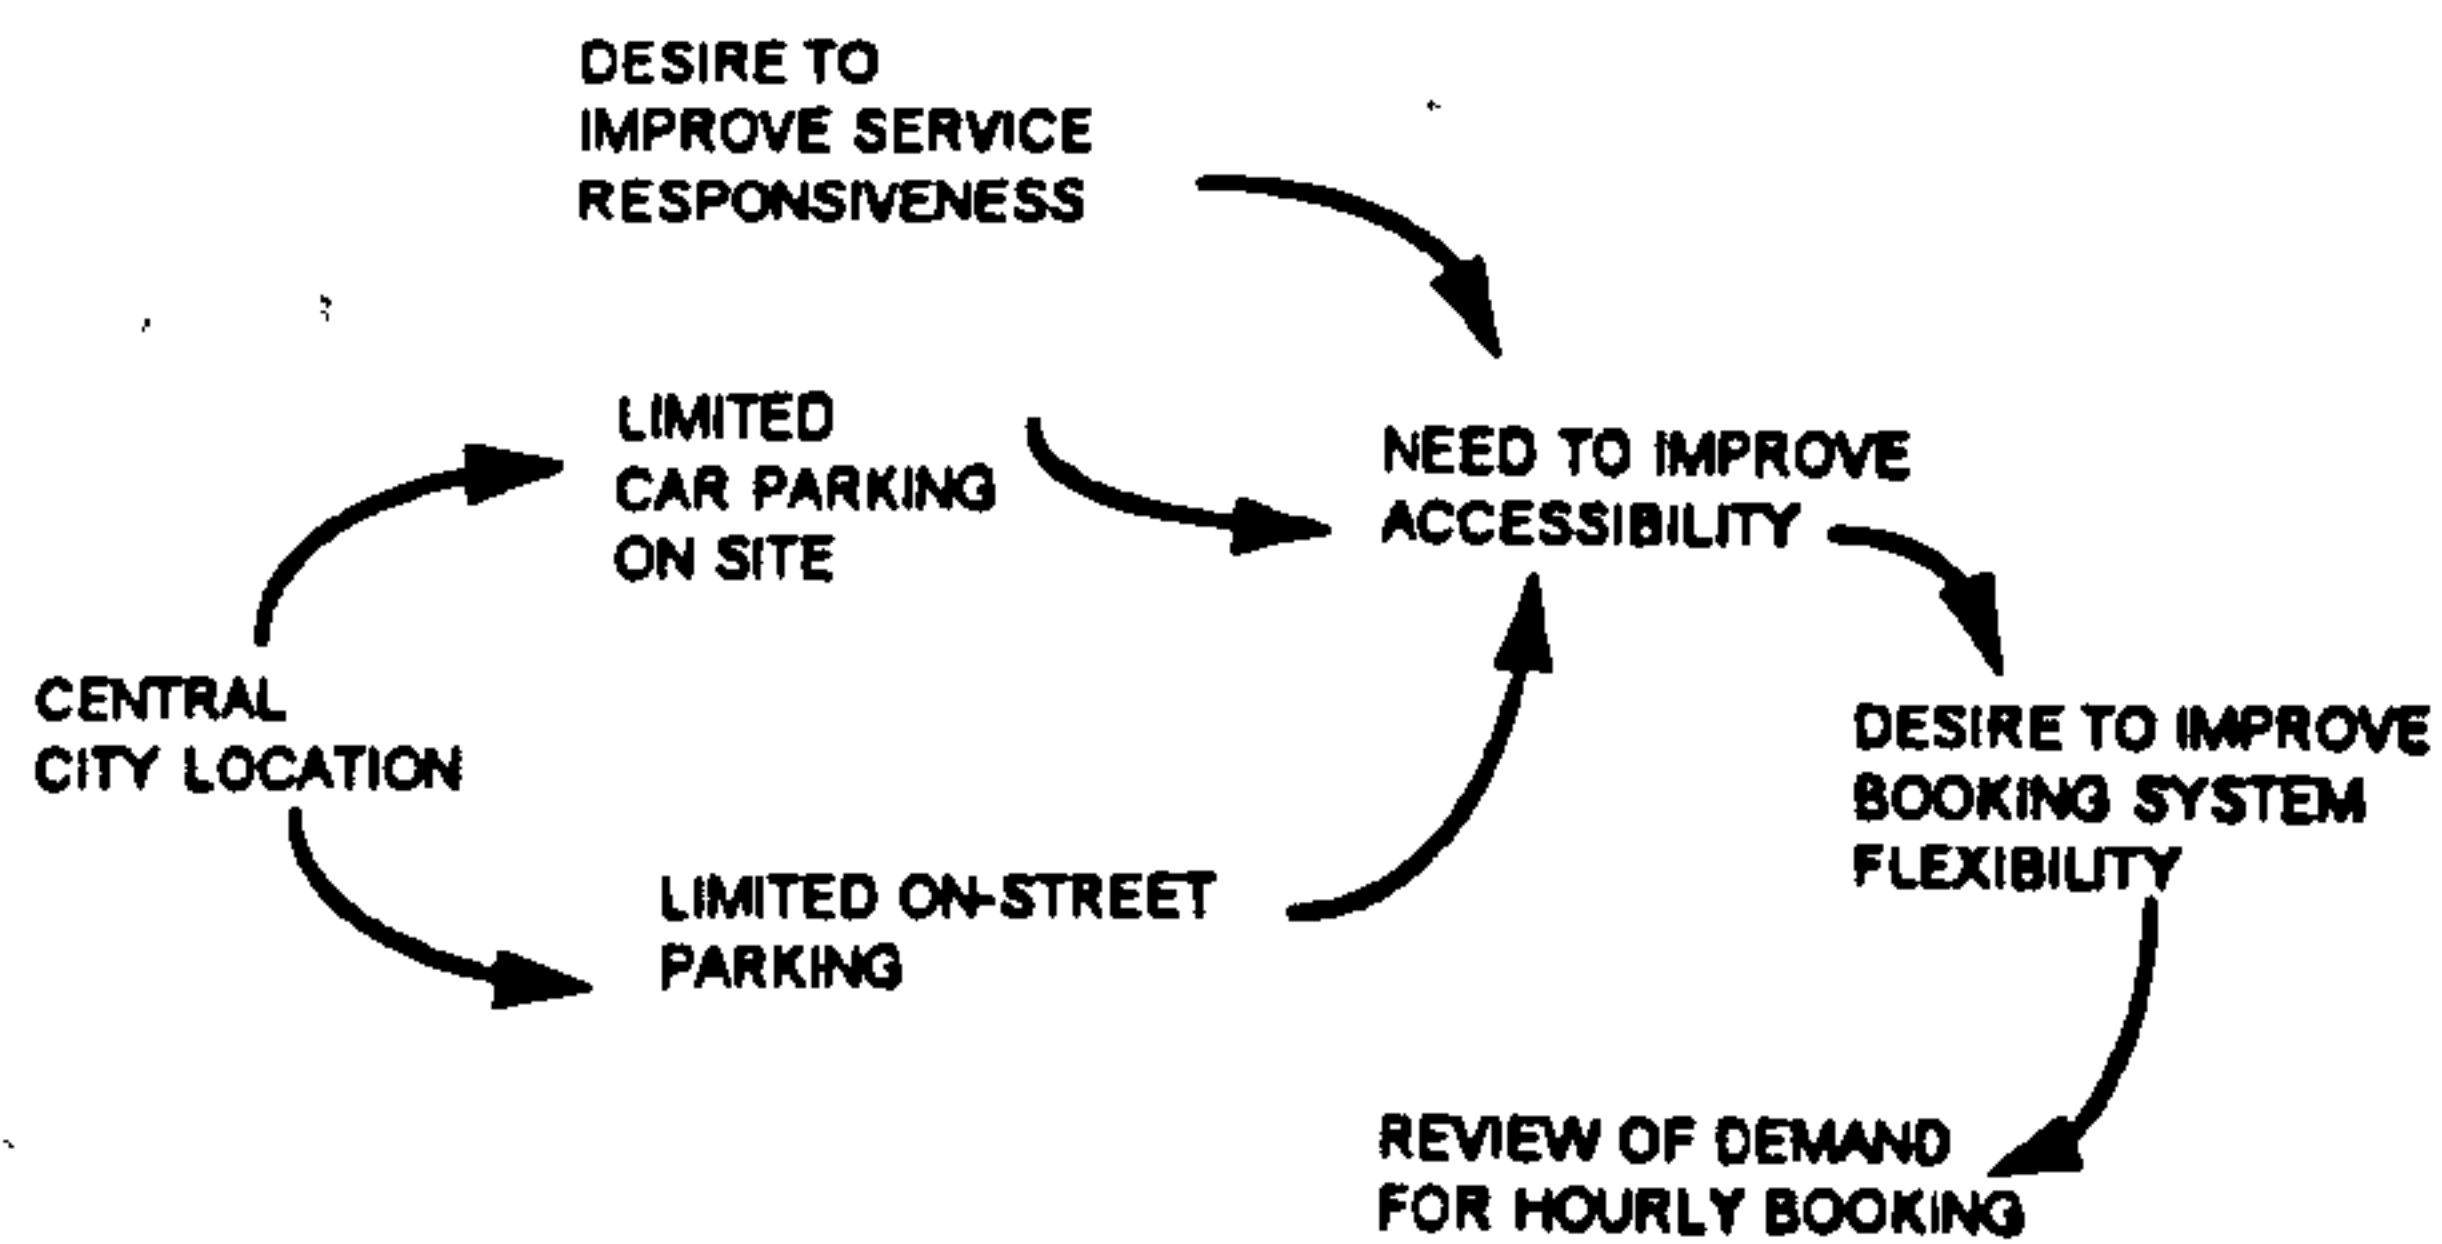 DESIRE TO
IMPROVE SERVICE
RESPONSIVENESS
LIMITED
CAR PARKING
ON SITE
NEED TO IMPROVE
ACCESSIBILITY
CENTRAL
CITY LOCATION
DESIRE TO IMPROVE
BOOKING SYSTEM
FLEXIBILITY
LIMITED ON-STREET
PARKING
REVIEW OF DEMAND
FOR HOURLY BOOKING